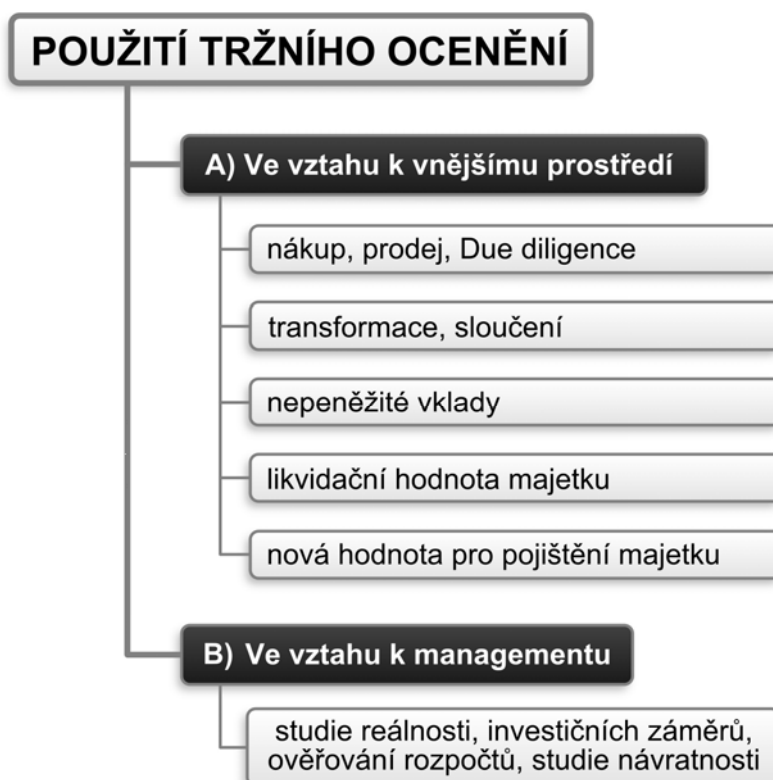 POUŽITÍ TRŽNÍHO OCENĚNÍ
A) Ve vztahu k vnějšímu prostředí
nákup, prodej, Due diligence
transformace, sloučení
nepeněžité vklady
likvidační hodnota majetku
nová hodnota pro pojištění majetku
B) Ve vztahu k managementu
studie reálnosti, investičních záměrů,
ověřování rozpočtů, studie návratnosti